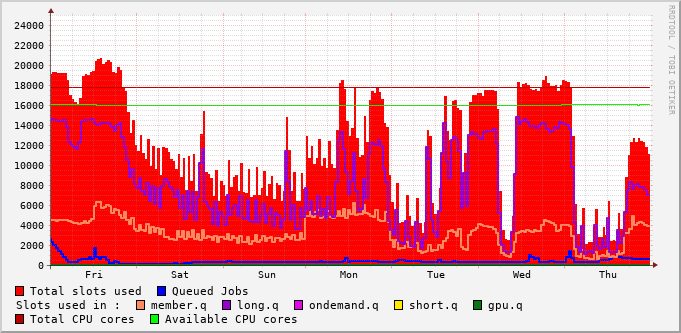 RRDTOOL / TOBI OETIKER
24000
22000
20000
18000
16000
14000
12000
10000
8000
6000
4000
2000
0
Fri Sat Sun Mon Tue Wed Thu
Total slots used Queued Jobs
Slots used in : member.q long.q ondemand.q short.q gpu.q
Total CPU cores Available CPU cores